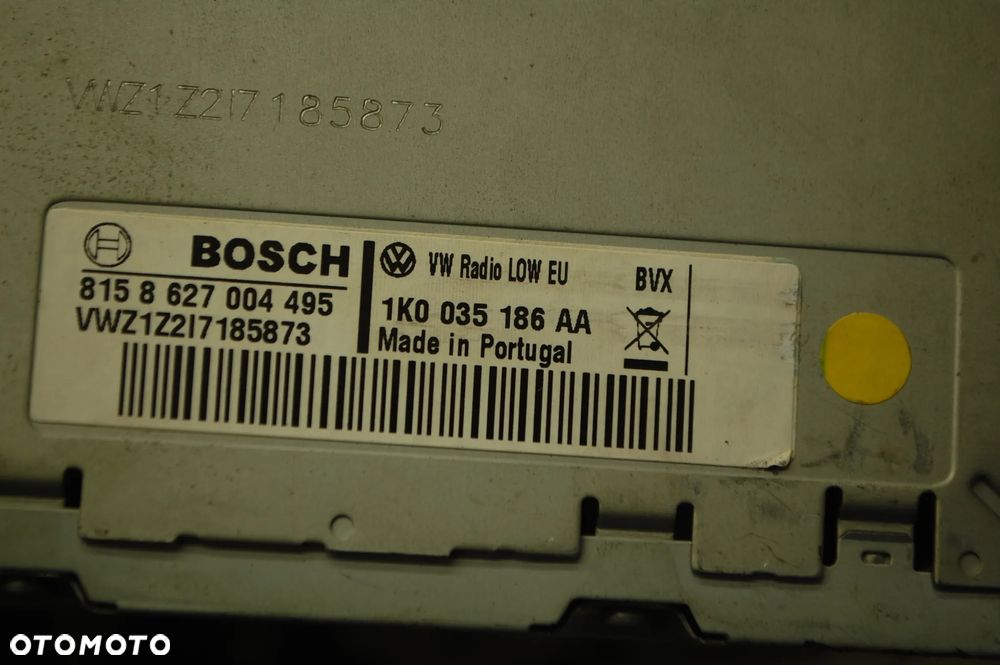 VWZ1Z2I7185873
BOSCH
815 8 627 004 495
VWZ1Z2I7185873
VW Radio LOW EU
BVX
1K0 035 186 AA
Made in Portugal
OTOMOTO